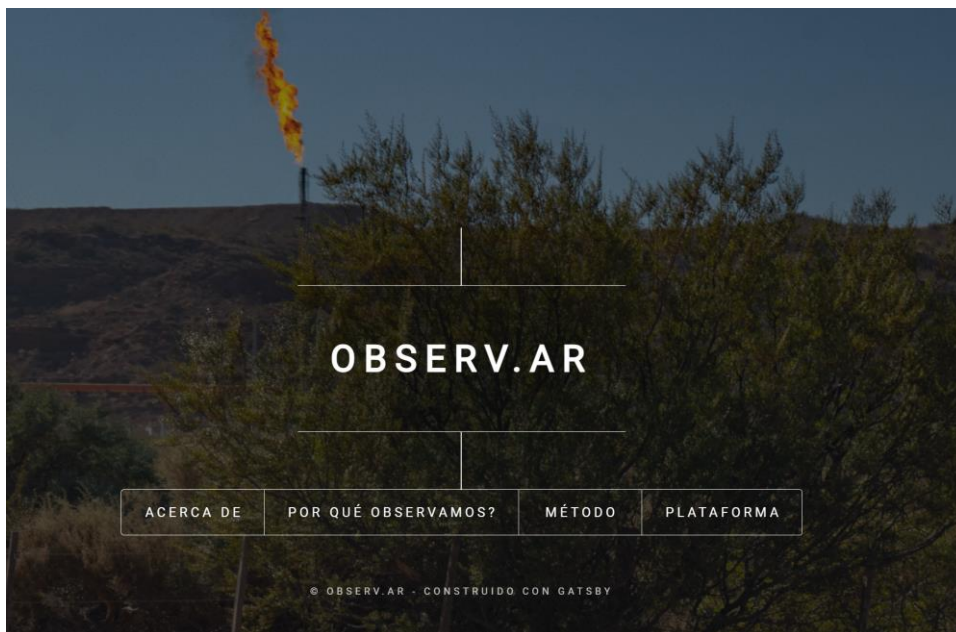 OBSERV.AR
ACERCA DE POR QUÉ OBSERVAMOS? MÉTODO PLATAFORMA
© OBSERV.AR - CONSTRUIDO CON GATSBY